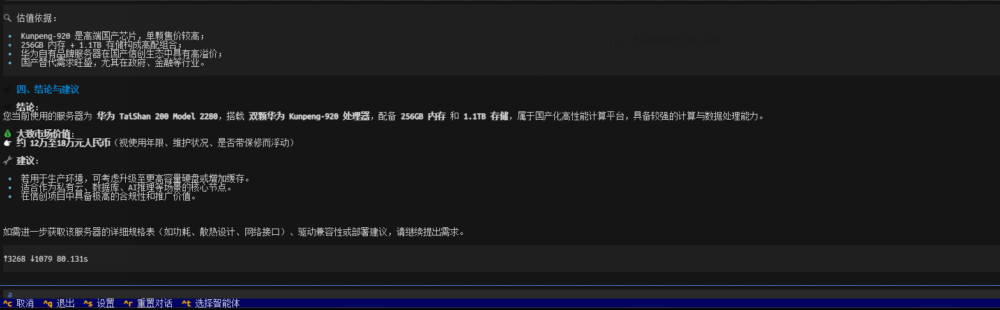 🔍 估值依据:
• Kunpeng-920 是高端国产芯片，单颗售价较高；
• 256GB 内存 + 1.1TB 存储构成高配组合；
• 华为自有品牌服务器在国产信创生态中具有高溢价；
• 国产替代需求旺盛，尤其在政府、金融等行业。
✅ 四、结论与建议
✅ 结论：
您当前使用的服务器为 华为 TaiShan 200 Model 2280，搭载 双颗华为 Kunpeng-920 处理器，配备 256GB 内存 和 1.1TB 存储，属于国产化高性能计算平台，具备较强的计算与数据处理能力。
💰 大致市场价值：
👉 约 12万至18万元人民币（视使用年限、维护状况、是否带保修而浮动）
🔧 建议：
• 若用于生产环境，可考虑升级至更高容量硬盘或增加缓存。
• 适合作为私有云、数据库、AI推理等场景的核心节点。
• 在信创项目中具备极高的合规性和推广价值。
如需进一步获取该服务器的详细规格表（如功耗、散热设计、网络接口）、驱动兼容性或部署建议，请继续提出需求。
↑3268 ↓1079 80.131s
a
^c 取消 ^q 退出 ^s 设置 ^r 重置对话 ^t 选择智能体